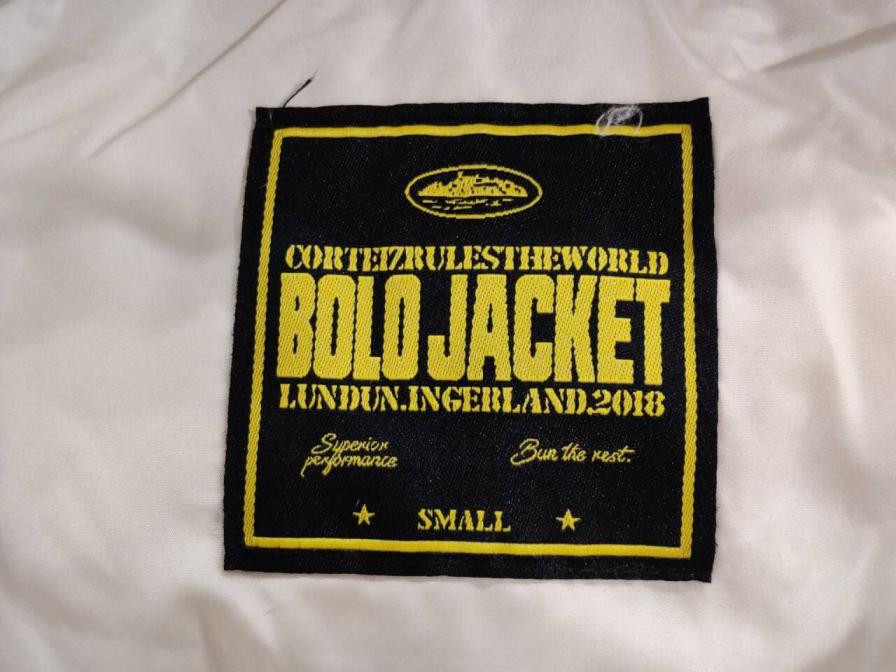 CORTEIZRULESTHEWORLD
BOLO JACKET
LUNDUN.INGERLAND.2018
Superior performance
Bun the rest.
SMALL